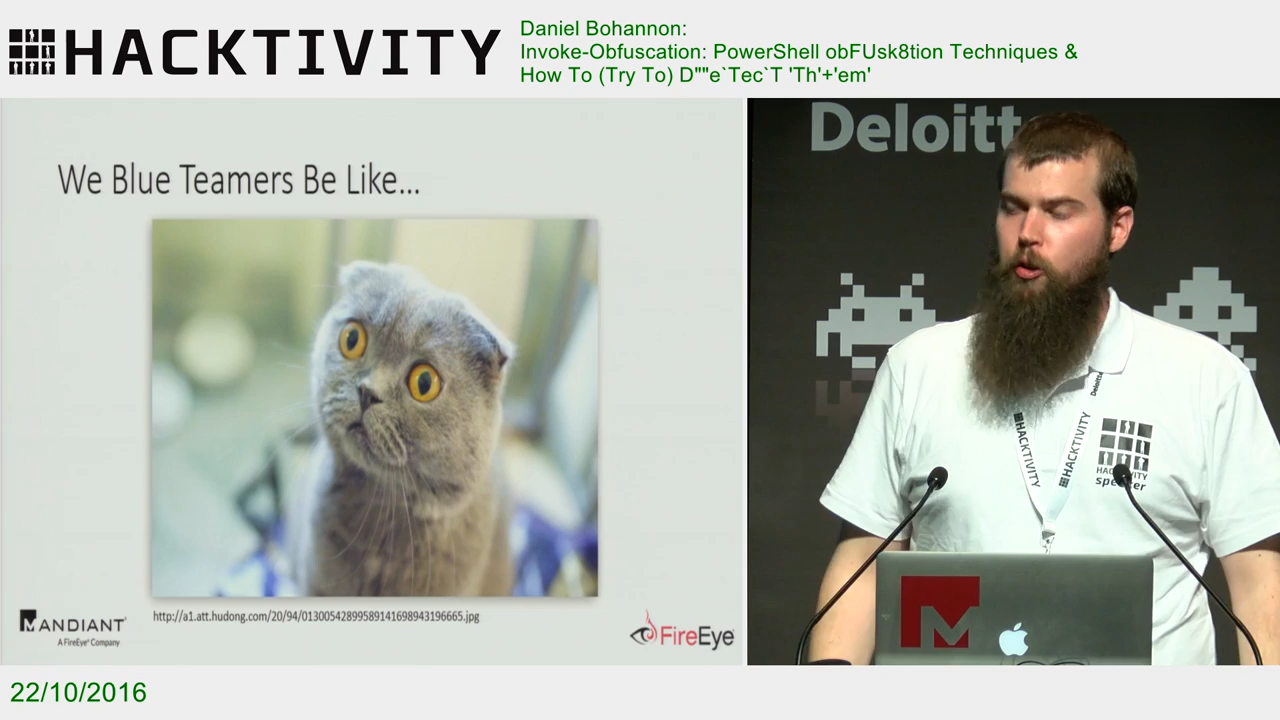 HACKTIVITY
Daniel Bohannon:
Invoke-Obfuscation: PowerShell obFUsk8tion Techniques &
How To (Try To) D""e`Tec`T 'Th'+'em'
We Blue Teamers Be Like...
http://a1.att.hudong.com/20/94/01300542899589141698943196665.jpg
MANDIANT
A FireEye® Company
FireEye
Deloitt
Deloitte
HACKTIVITY
HACKTIVITY
HACKTIVITY
M
22/10/2016